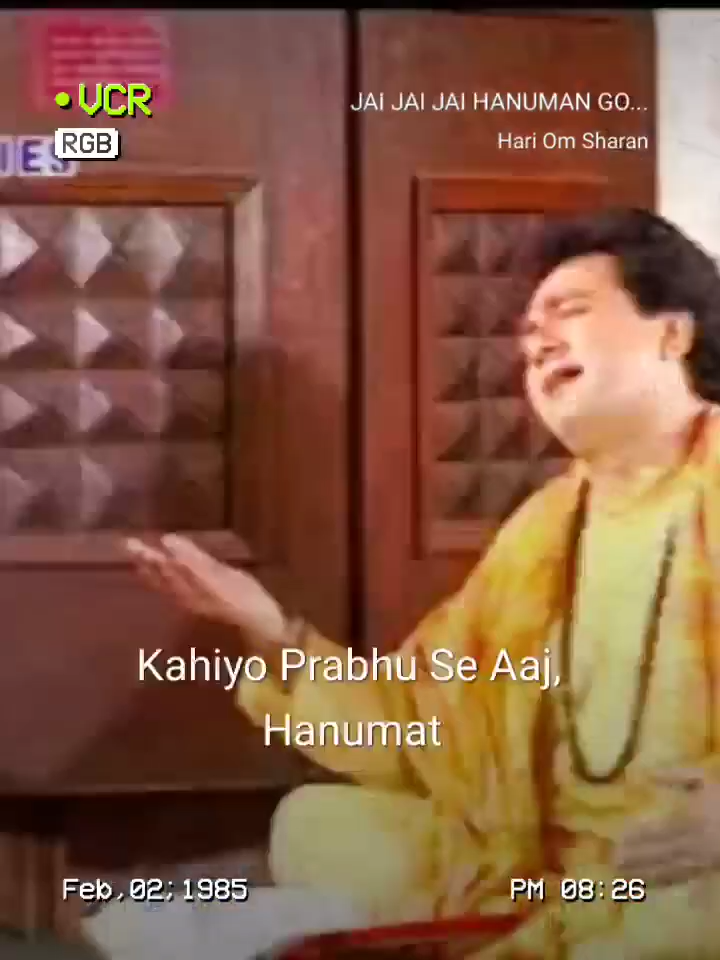 VCR
RGB
JAI JAI JAI HANUMAN GO...
Hari Om Sharan
UES
Kahiyo Prabhu Se Aaj,
Hanumat
Feb,02;1985
PM 08:26